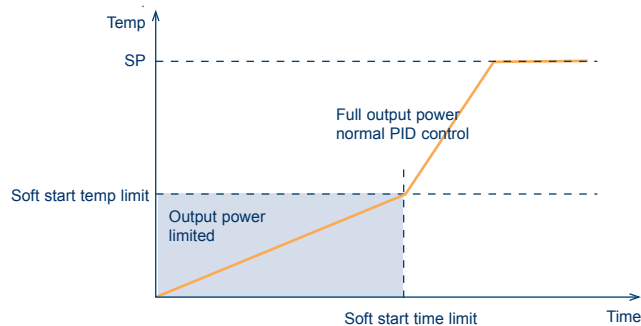 Temp
SP
Full output power
normal PID control
Soft start temp limit
Output power
limited
Soft start time limit
Time